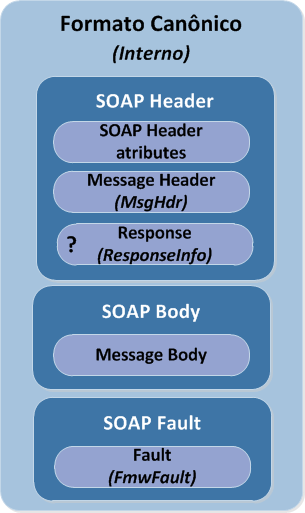 Formato Canônico
(Interno)
SOAP Header
SOAP Header
atributes
Message Header
(MsgHdr)
? Response
(ResponseInfo)
SOAP Body
Message Body
SOAP Fault
Fault
(FmwFault)